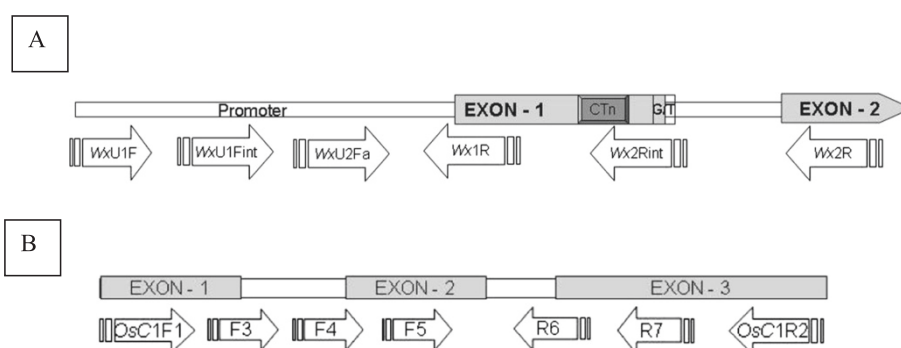 A
Promoter EXON - 1 CTn G/T EXON - 2
WxU1F WxU1Fint WxU2Fa Wx1R Wx2Rint Wx2R
B
EXON - 1 EXON - 2 EXON - 3
OsC1F1 F3 F4 F5 R6 R7 OsC1R2